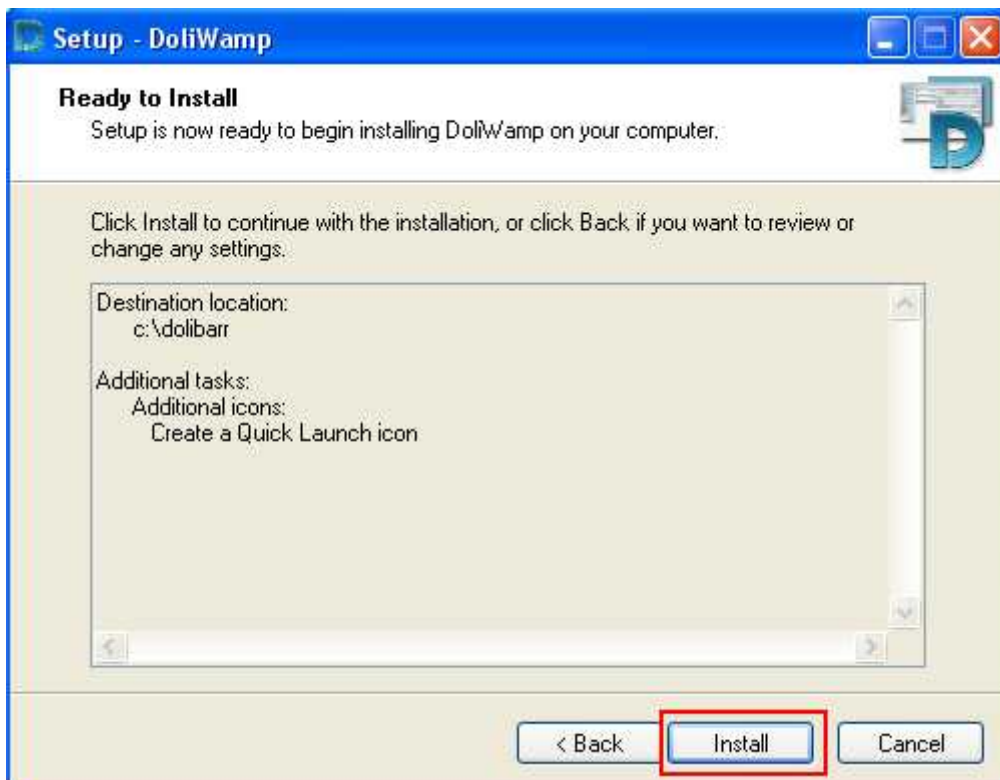 Setup - DoliWamp
Ready to Install
Setup is now ready to begin installing DoliWamp on your computer.
Click Install to continue with the installation, or click Back if you want to review or
change any settings.
Destination location:
c:\dolibarr
Additional tasks:
Additional icons:
Create a Quick Launch icon
< Back
Install
Cancel